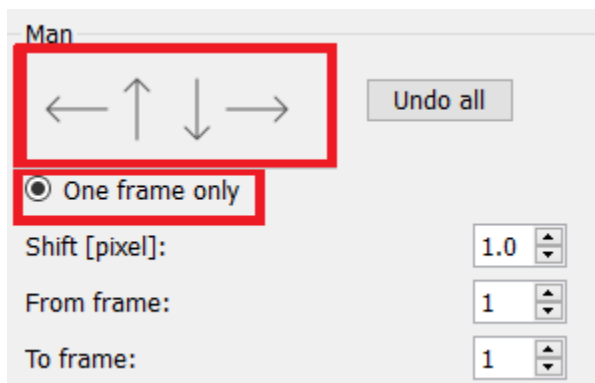 Man
← ↑ ↓ → Undo all
One frame only
Shift [pixel]: 1.0
From frame: 1
To frame: 1